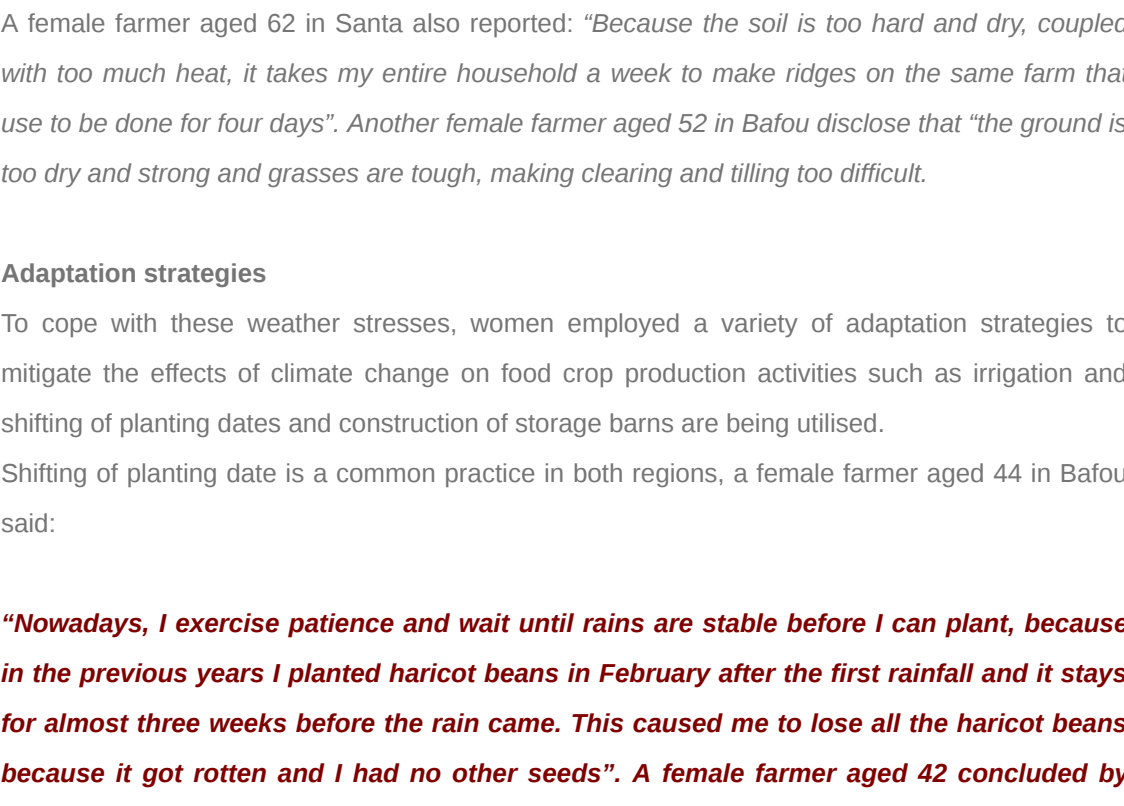 A female farmer aged 62 in Santa also reported: “Because the soil is too hard and dry, coupled
with too much heat, it takes my entire household a week to make ridges on the same farm that
use to be done for four days”. Another female farmer aged 52 in Bafou disclose that “the ground is
too dry and strong and grasses are tough, making clearing and tilling too difficult.
Adaptation strategies
To cope with these weather stresses, women employed a variety of adaptation strategies to
mitigate the effects of climate change on food crop production activities such as irrigation and
shifting of planting dates and construction of storage barns are being utilised.
Shifting of planting date is a common practice in both regions, a female farmer aged 44 in Bafou
said:
“Nowadays, I exercise patience and wait until rains are stable before I can plant, because
in the previous years I planted haricot beans in February after the first rainfall and it stays
for almost three weeks before the rain came. This caused me to lose all the haricot beans
because it got rotten and I had no other seeds”. A female farmer aged 42 concluded by